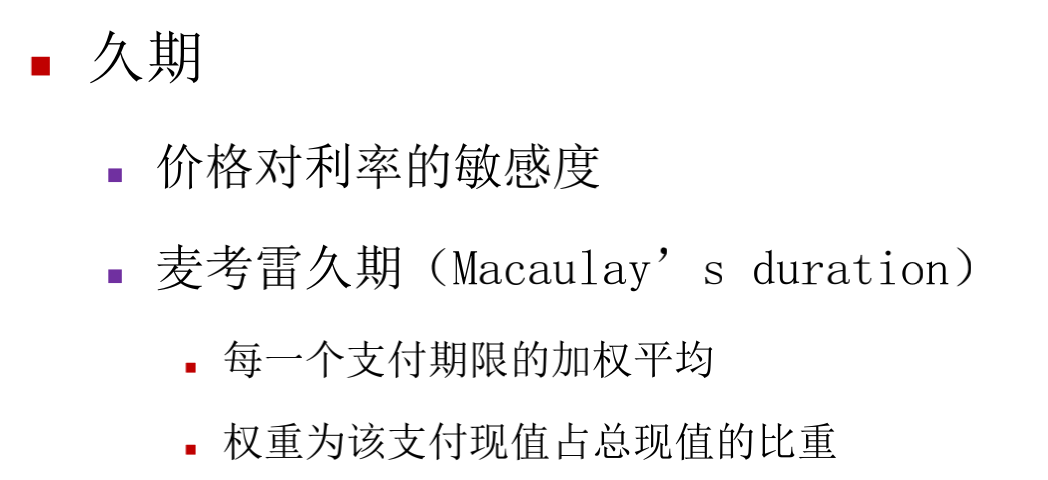 久期
价格对利率的敏感度
麦考雷久期（Macaulay’s duration）
每一个支付期限的加权平均
权重为该支付现值占总现值的比重